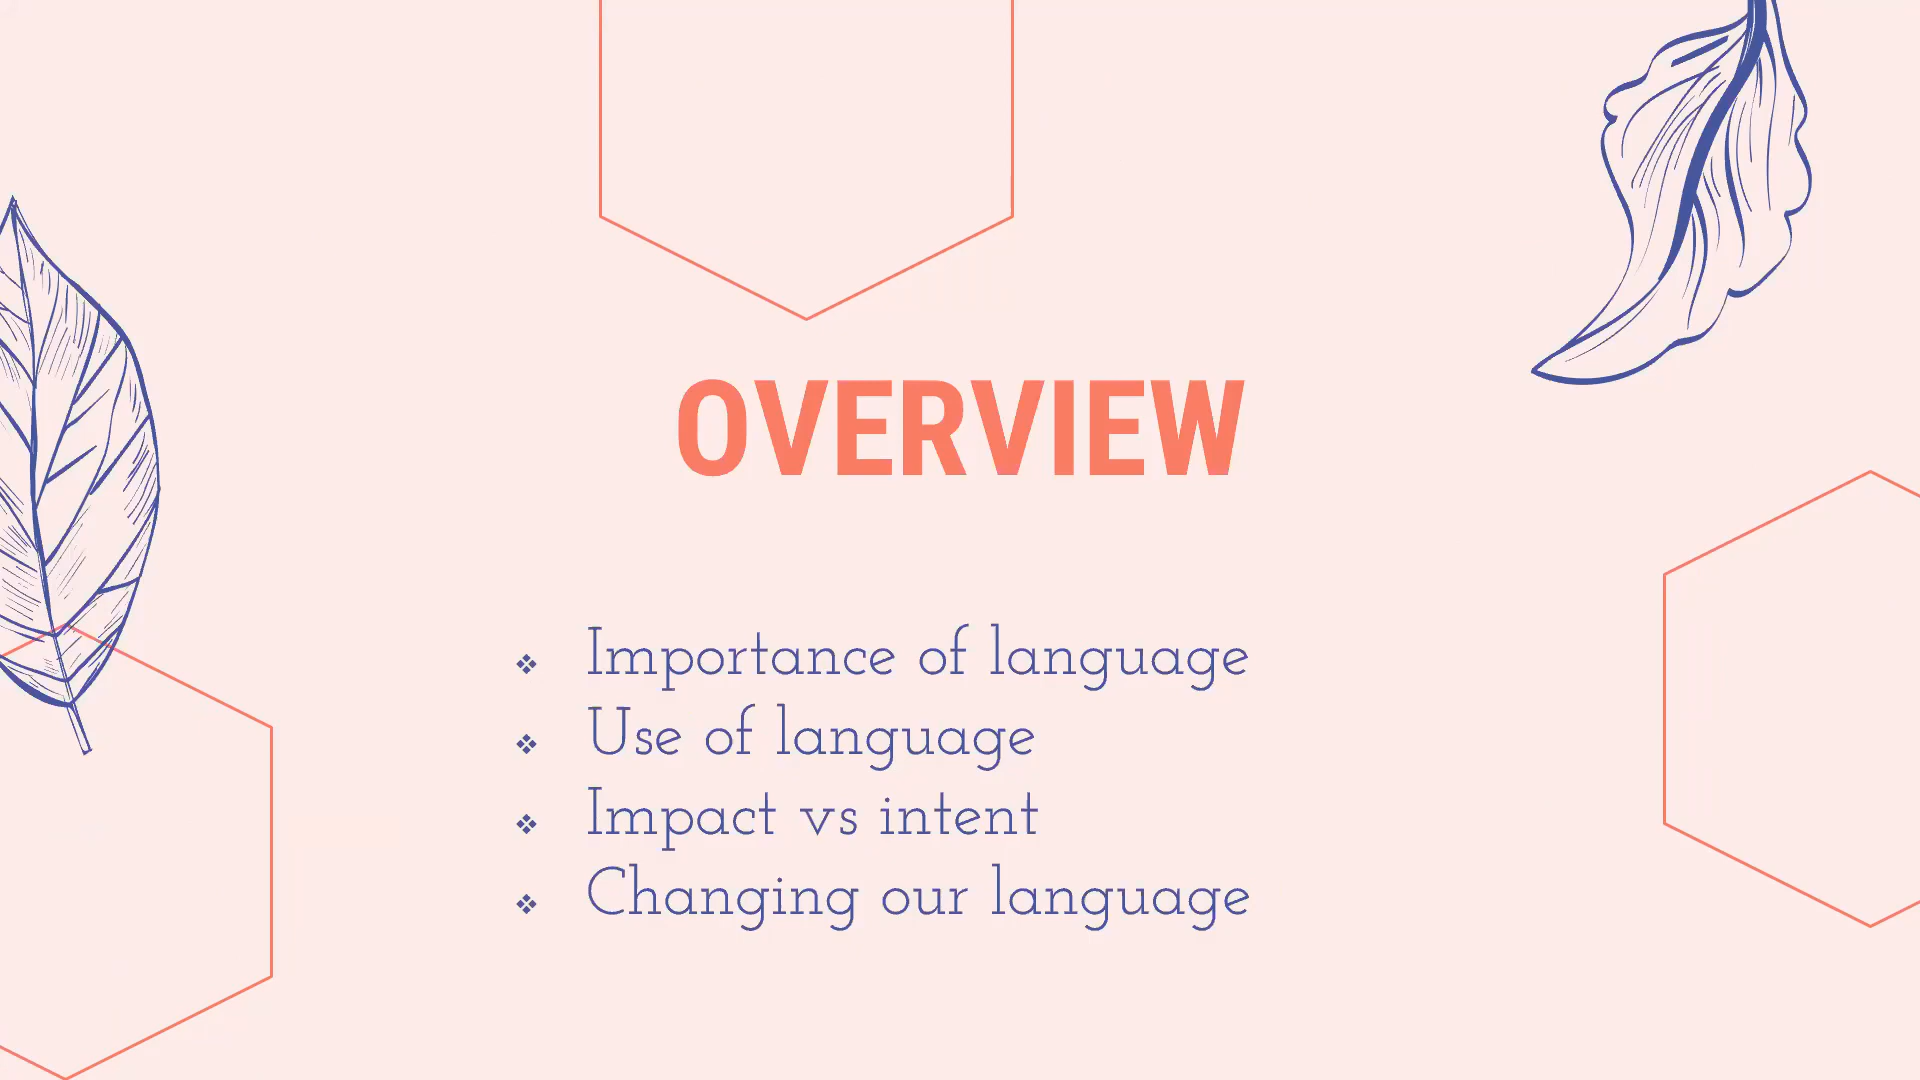 OVERVIEW
❖ Importance of language
❖ Use of language
❖ Impact vs intent
❖ Changing our language